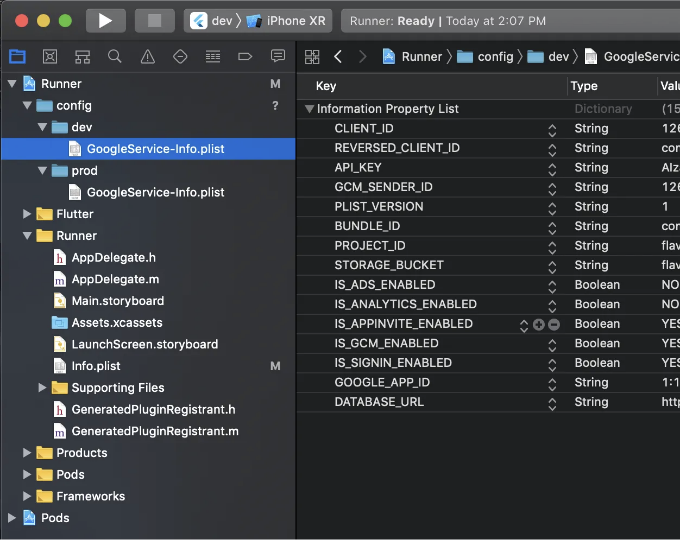 dev 〉 iPhone XR
Runner: Ready | Today at 2:07 PM
Runner 〉 config 〉 dev 〉 GoogleServic
Runner M
config ?
dev
GoogleService-Info.plist
prod
GoogleService-Info.plist
Flutter
Runner
h AppDelegate.h
m AppDelegate.m
Main.storyboard
Assets.xcassets
LaunchScreen.storyboard
Info.plist M
Supporting Files
h GeneratedPluginRegistrant.h
m GeneratedPluginRegistrant.m
Products
Pods
Frameworks
Pods
Key Type Valu
Information Property List Dictionary (15
CLIENT_ID String 126
REVERSED_CLIENT_ID String con
API_KEY String AIza
GCM_SENDER_ID String 126
PLIST_VERSION String 1
BUNDLE_ID String con
PROJECT_ID String flav
STORAGE_BUCKET String flav
IS_ADS_ENABLED Boolean NO
IS_ANALYTICS_ENABLED Boolean NO
IS_APPINVITE_ENABLED Boolean YES
IS_GCM_ENABLED Boolean YES
IS_SIGNIN_ENABLED Boolean YES
GOOGLE_APP_ID String 1:1
DATABASE_URL String http